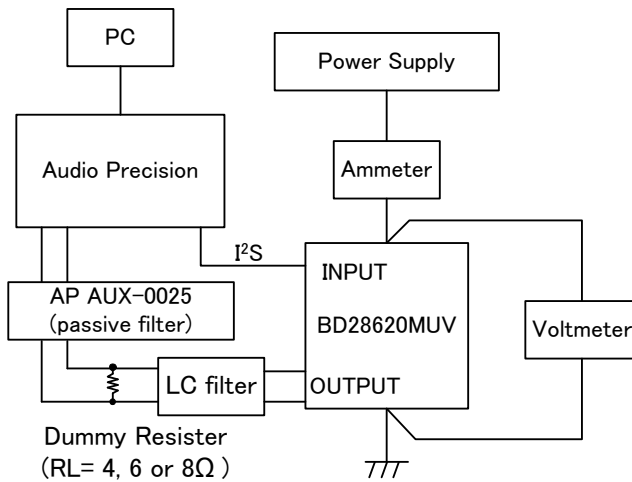 PC
Power Supply
Audio Precision
Ammeter
I²S
INPUT
AP AUX-0025
(passive filter)
BD28620MUV
Voltmeter
LC filter
OUTPUT
Dummy Resister
(RL= 4, 6 or 8Ω )